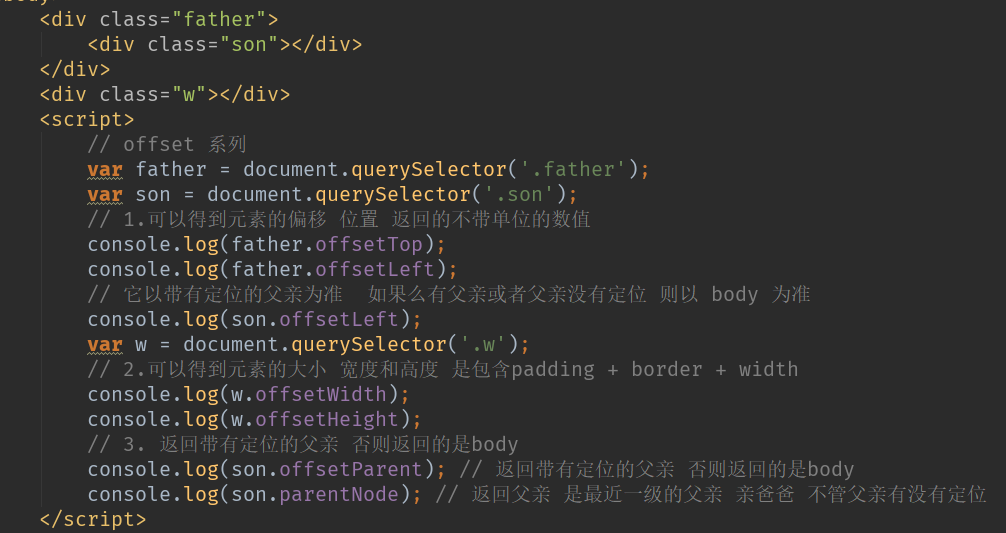 body
<div class="father">
<div class="son"></div>
</div>
<div class="w"></div>
<script>
// offset 系列
var father = document.querySelector('.father');
var son = document.querySelector('.son');
// 1.可以得到元素的偏移 位置 返回的不带单位的数值
console.log(father.offsetTop);
console.log(father.offsetLeft);
// 它以带有定位的父亲为准  如果么有父亲或者父亲没有定位 则以 body 为准
console.log(son.offsetLeft);
var w = document.querySelector('.w');
// 2.可以得到元素的大小 宽度和高度 是包含padding + border + width
console.log(w.offsetWidth);
console.log(w.offsetHeight);
// 3. 返回带有定位的父亲 否则返回的是body
console.log(son.offsetParent); // 返回带有定位的父亲 否则返回的是body
console.log(son.parentNode); // 返回父亲 是最近一级的父亲 亲爸爸 不管父亲有没有定位
</script>